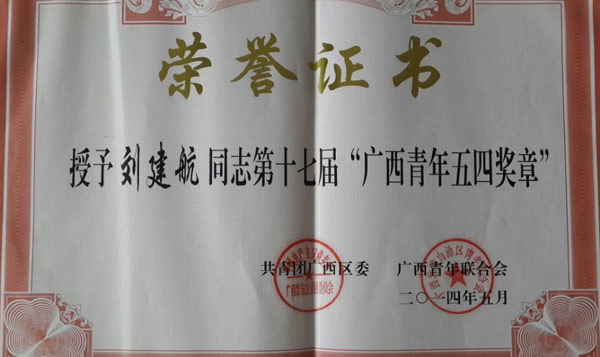 荣誉证书
授予刘建航同志第十七届“广西青年五四奖章”
共青团广西区委 广西青年联合会
二〇一四年五月